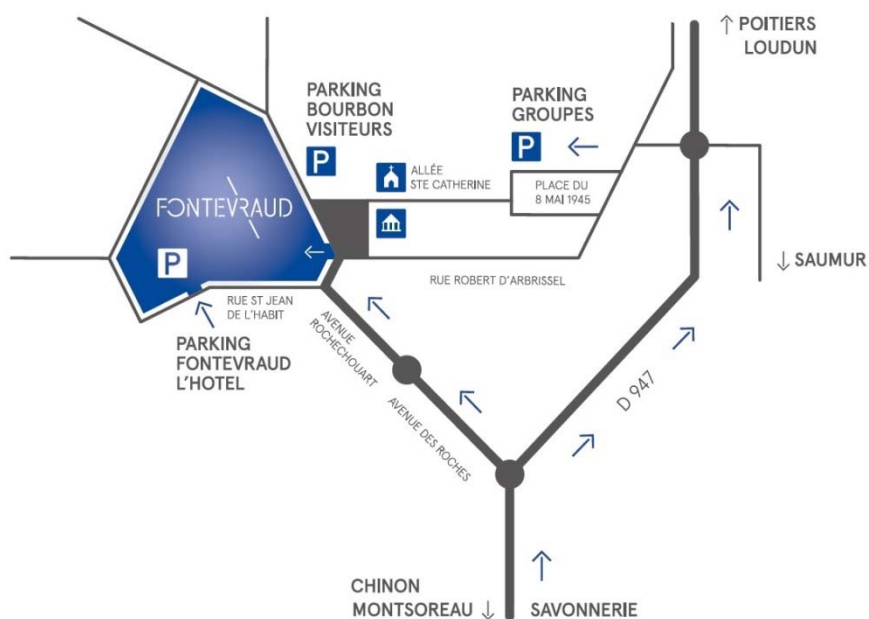 ↑ POITIERS
LOUDUN
PARKING
BOURBON
VISITEURS
P
PARKING
GROUPES
P
ALLÉE
STE CATHERINE
PLACE DU
8 MAI 1945
FONTEVRAUD
P
RUE ROBERT D'ARBRISSEL
↓ SAUMUR
RUE ST JEAN
DE L'HABIT
PARKING
FONTEVRAUD
L'HOTEL
AVENUE
ROCHECHOUART
AVENUE DES ROCHES
D 947
CHINON
MONTSOREAU ↓
SAVONNERIE